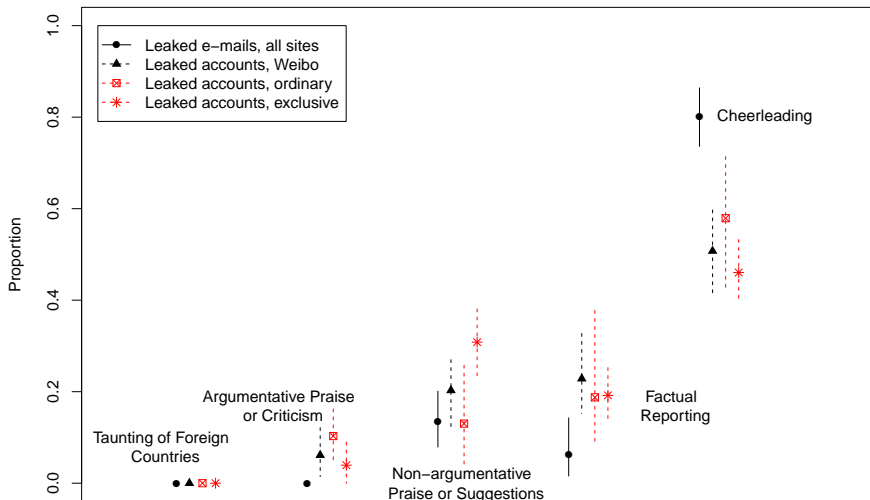 1.0
Leaked e−mails, all sites
Leaked accounts, Weibo
Leaked accounts, ordinary
Leaked accounts, exclusive
0.8
Cheerleading
0.6
Proportion
0.4
0.2
Argumentative Praise
or Criticism
Factual
Reporting
Taunting of Foreign
Countries
Non−argumentative
Praise or Suggestions
0.0